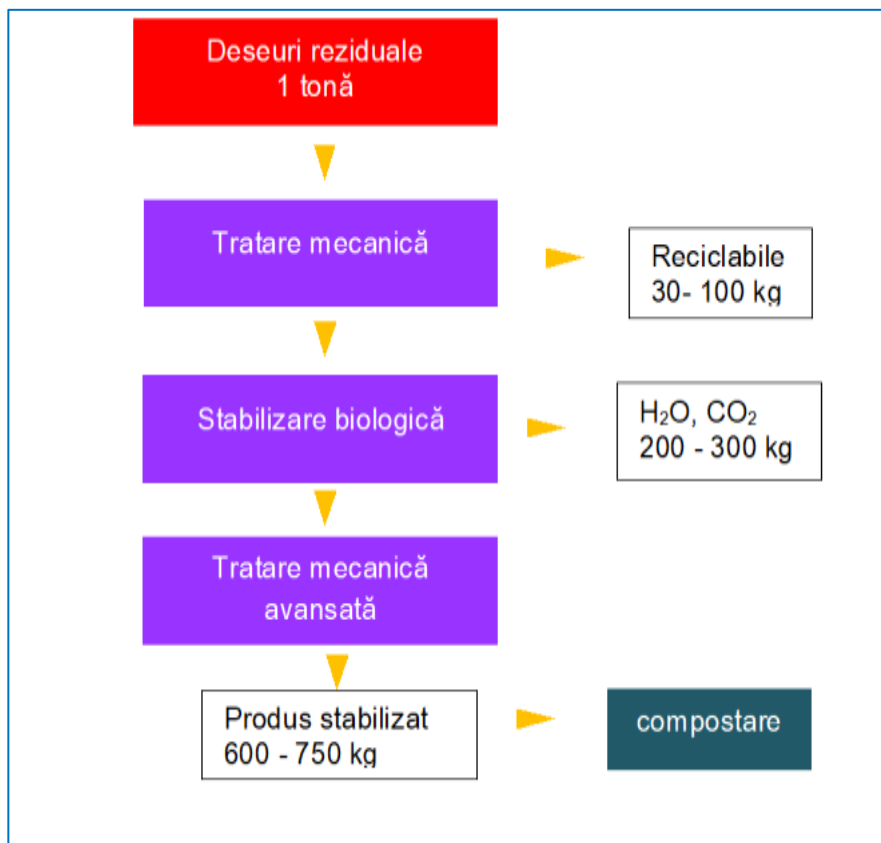 Deseuri reziduale
1 tonă
Tratare mecanică
Reciclabile
30- 100 kg
Stabilizare biologică
H₂O, CO₂
200 - 300 kg
Tratare mecanică
avansată
Produs stabilizat
600 - 750 kg
compostare